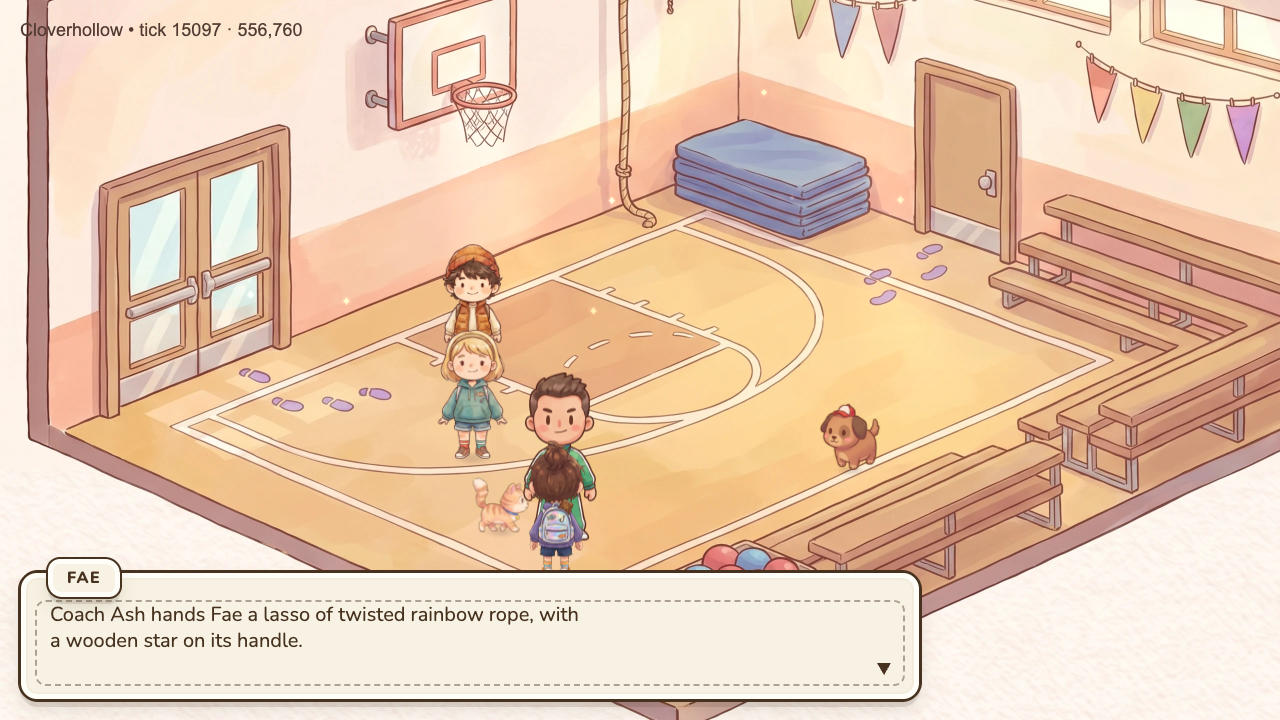 Cloverhollow • tick 15097 · 556,760
FAE
Coach Ash hands Fae a lasso of twisted rainbow rope, with
a wooden star on its handle.